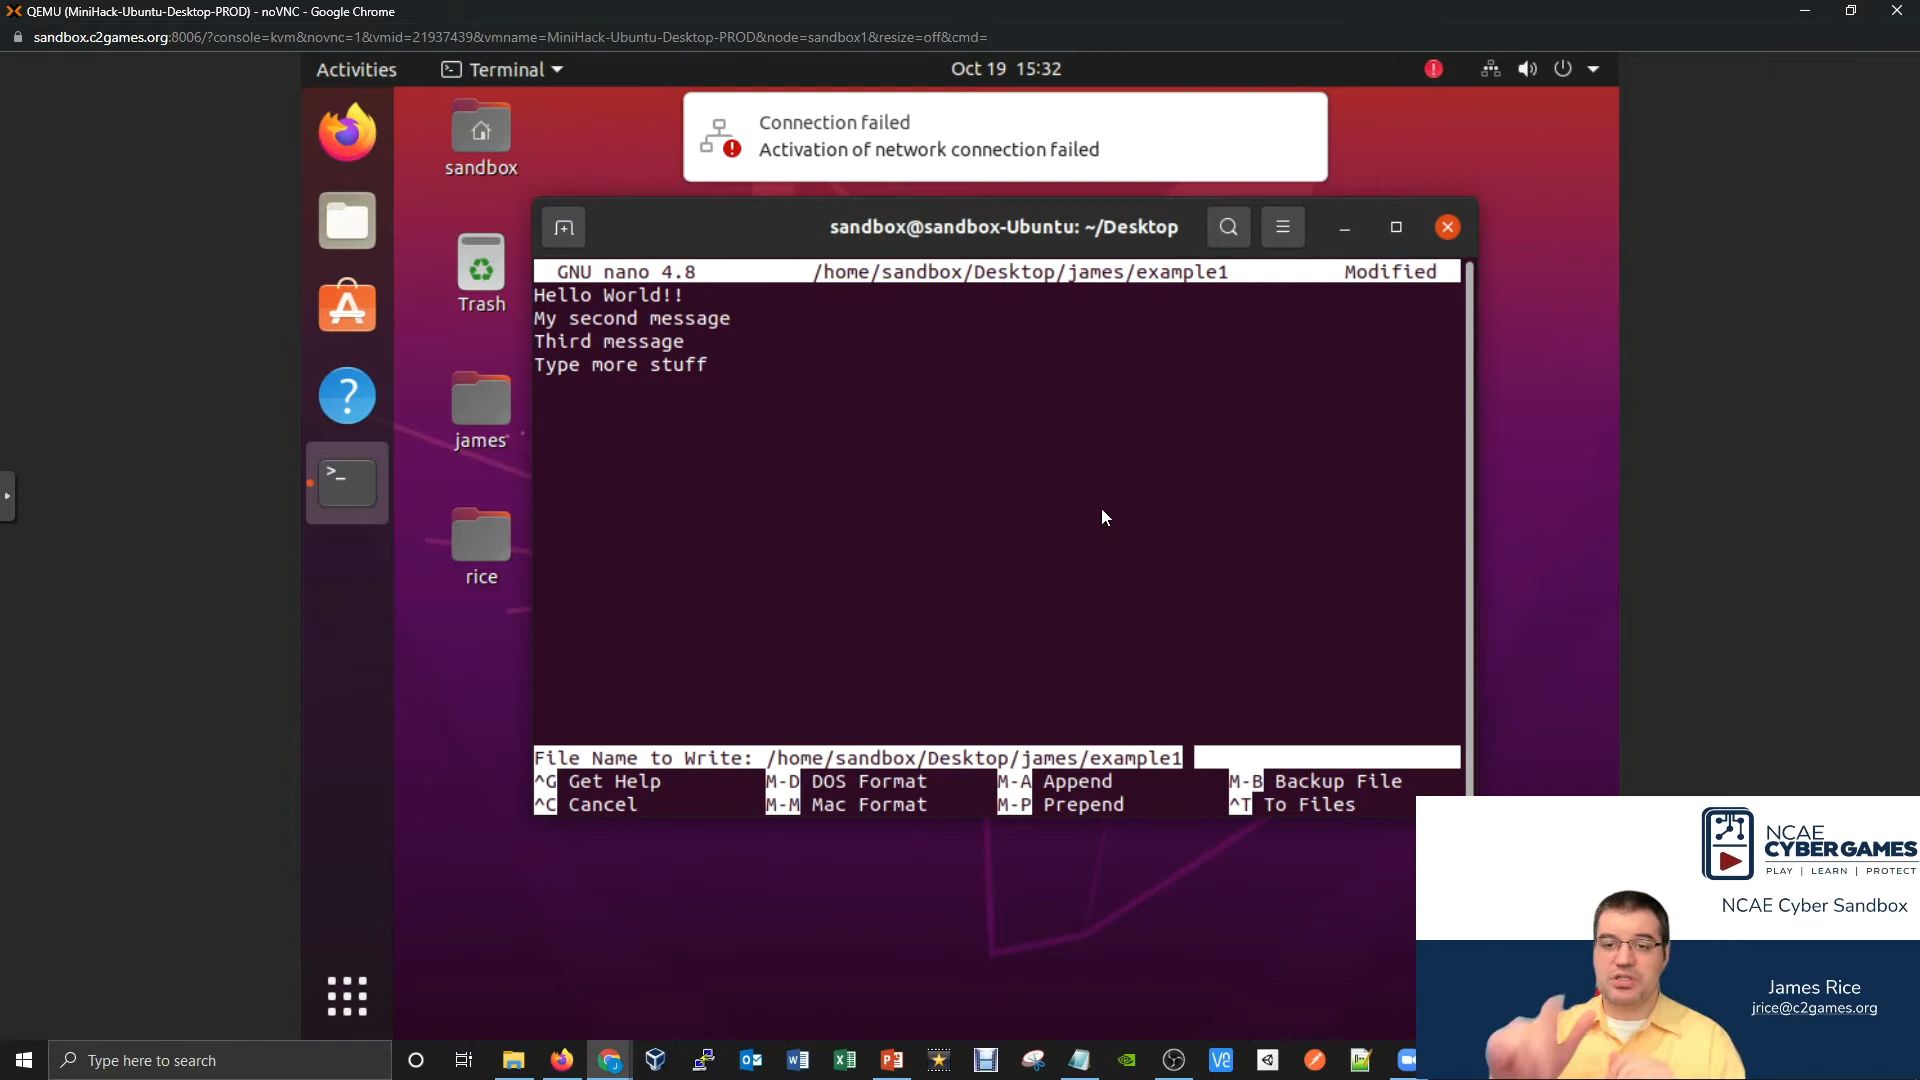 QEMU (MiniHack-Ubuntu-Desktop-PROD) - noVNC - Google Chrome
sandbox.c2games.org:8006/?console=kvm&novnc=1&vmid=21937439&vmname=MiniHack-Ubuntu-Desktop-PROD&node=sandbox1&resize=off&cmd=
Activities
Terminal
Oct 19 15:32
Connection failed
Activation of network connection failed
sandbox
Trash
james
rice
sandbox@sandbox-Ubuntu: ~/Desktop
GNU nano 4.8 /home/sandbox/Desktop/james/example1 Modified
Hello World!!
My second message
Third message
Type more stuff
File Name to Write: /home/sandbox/Desktop/james/example1
^G Get Help M-D DOS Format M-A Append M-B Backup File
^C Cancel M-M Mac Format M-P Prepend ^T To Files
NCAE
CYBERGAMES
PLAY | LEARN | PROTECT
NCAE Cyber Sandbox
James Rice
jrice@c2games.org
Type here to search